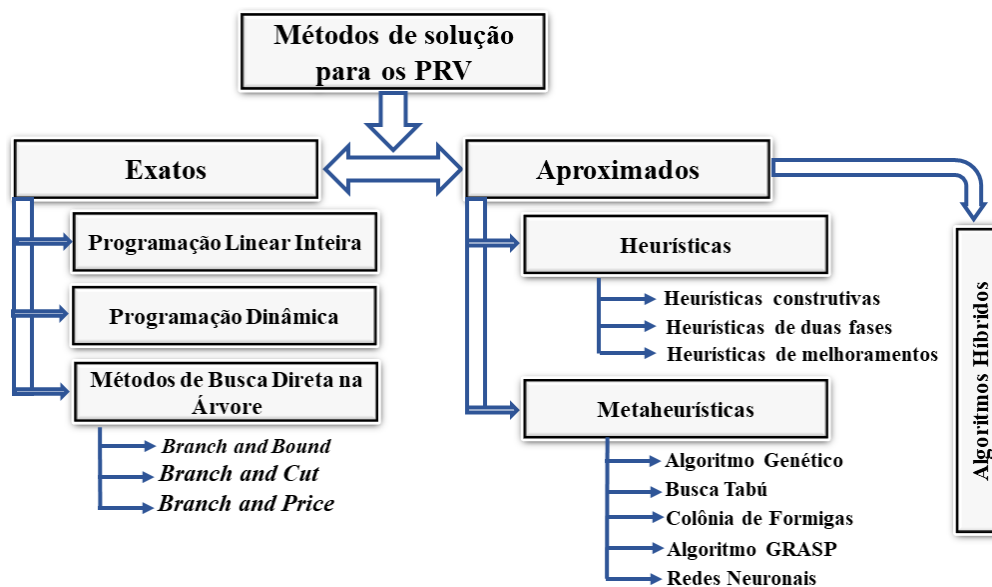 Métodos de solução
para os PRV
Exatos
Programação Linear Inteira
Programação Dinâmica
Métodos de Busca Direta na
Árvore
Branch and Bound
Branch and Cut
Branch and Price
Aproximados
Heurísticas
Heurísticas construtivas
Heurísticas de duas fases
Heurísticas de melhoramentos
Metaheurísticas
Algoritmo Genético
Busca Tabú
Colônia de Formigas
Algoritmo GRASP
Redes Neuronais
Algoritmos Híbridos